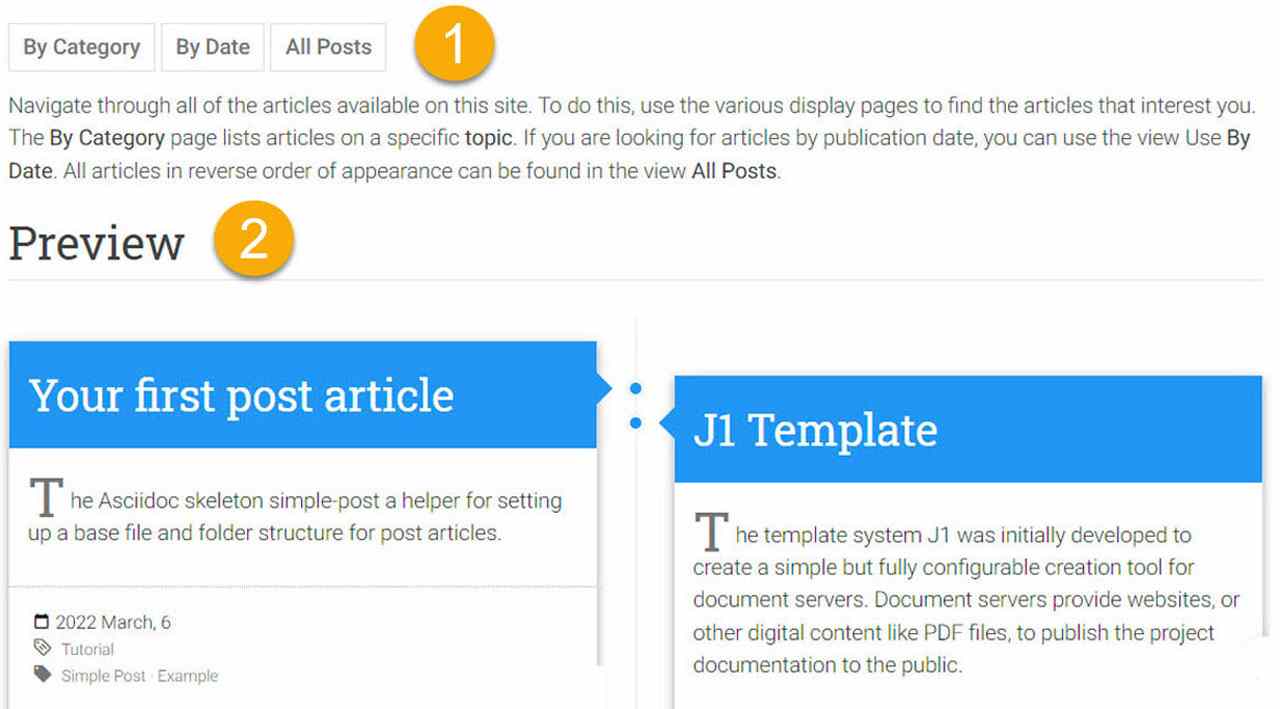 By Category By Date All Posts 1
Navigate through all of the articles available on this site. To do this, use the various display pages to find the articles that interest you.
The By Category page lists articles on a specific topic. If you are looking for articles by publication date, you can use the view Use By
Date. All articles in reverse order of appearance can be found in the view All Posts.
Preview 2
Your first post article
The Asciidoc skeleton simple-post a helper for setting
up a base file and folder structure for post articles.
2022 March, 6
Tutorial
Simple Post · Example
J1 Template
The template system J1 was initially developed to
create a simple but fully configurable creation tool for
document servers. Document servers provide websites, or
other digital content like PDF files, to publish the project
documentation to the public.